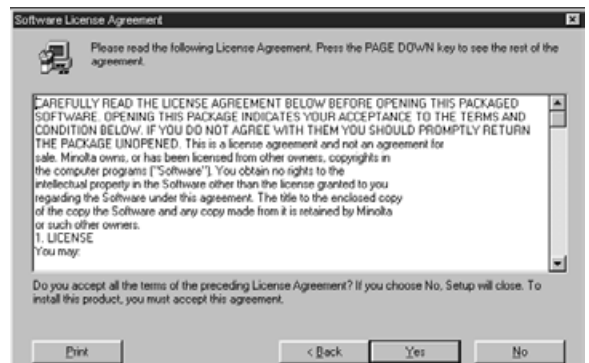 Software License Agreement
Please read the following License Agreement. Press the PAGE DOWN key to see the rest of the
agreement.
CAREFULLY READ THE LICENSE AGREEMENT BELOW BEFORE OPENING THIS PACKAGED
SOFTWARE. OPENING THIS PACKAGE INDICATES YOUR ACCEPTANCE TO THE TERMS AND
CONDITION BELOW. IF YOU DO NOT AGREE WITH THEM YOU SHOULD PROMPTLY RETURN
THE PACKAGE UNOPENED. This is a license agreement and not an agreement for
sale. Minolta owns, or has been licensed from other owners, copyrights in
the computer programs ("Software"). You obtain no rights to the
intellectual property in the Software other than the license granted to you
regarding the Software under this agreement. The title to the enclosed copy
of the copy the Software and any copy made from it is retained by Minolta
or such other owners.
1. LICENSE
You may:
Do you accept all the terms of the preceding License Agreement? If you choose No, Setup will close. To
install this product, you must accept this agreement.
Print < Back Yes No